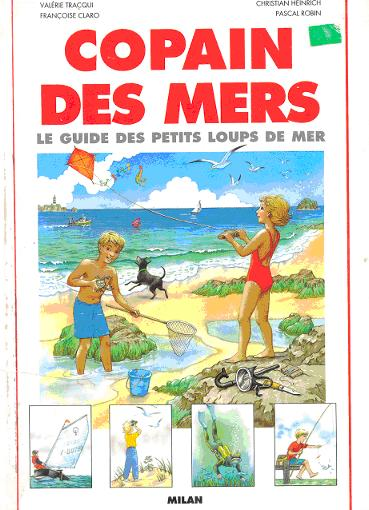 VALÉRIE TRACQUI
FRANÇOISE CLARO
CHRISTIAN HEINRICH
PASCAL ROBIN
COPAIN
DES MERS
LE GUIDE DES PETITS LOUPS DE MER
MILAN